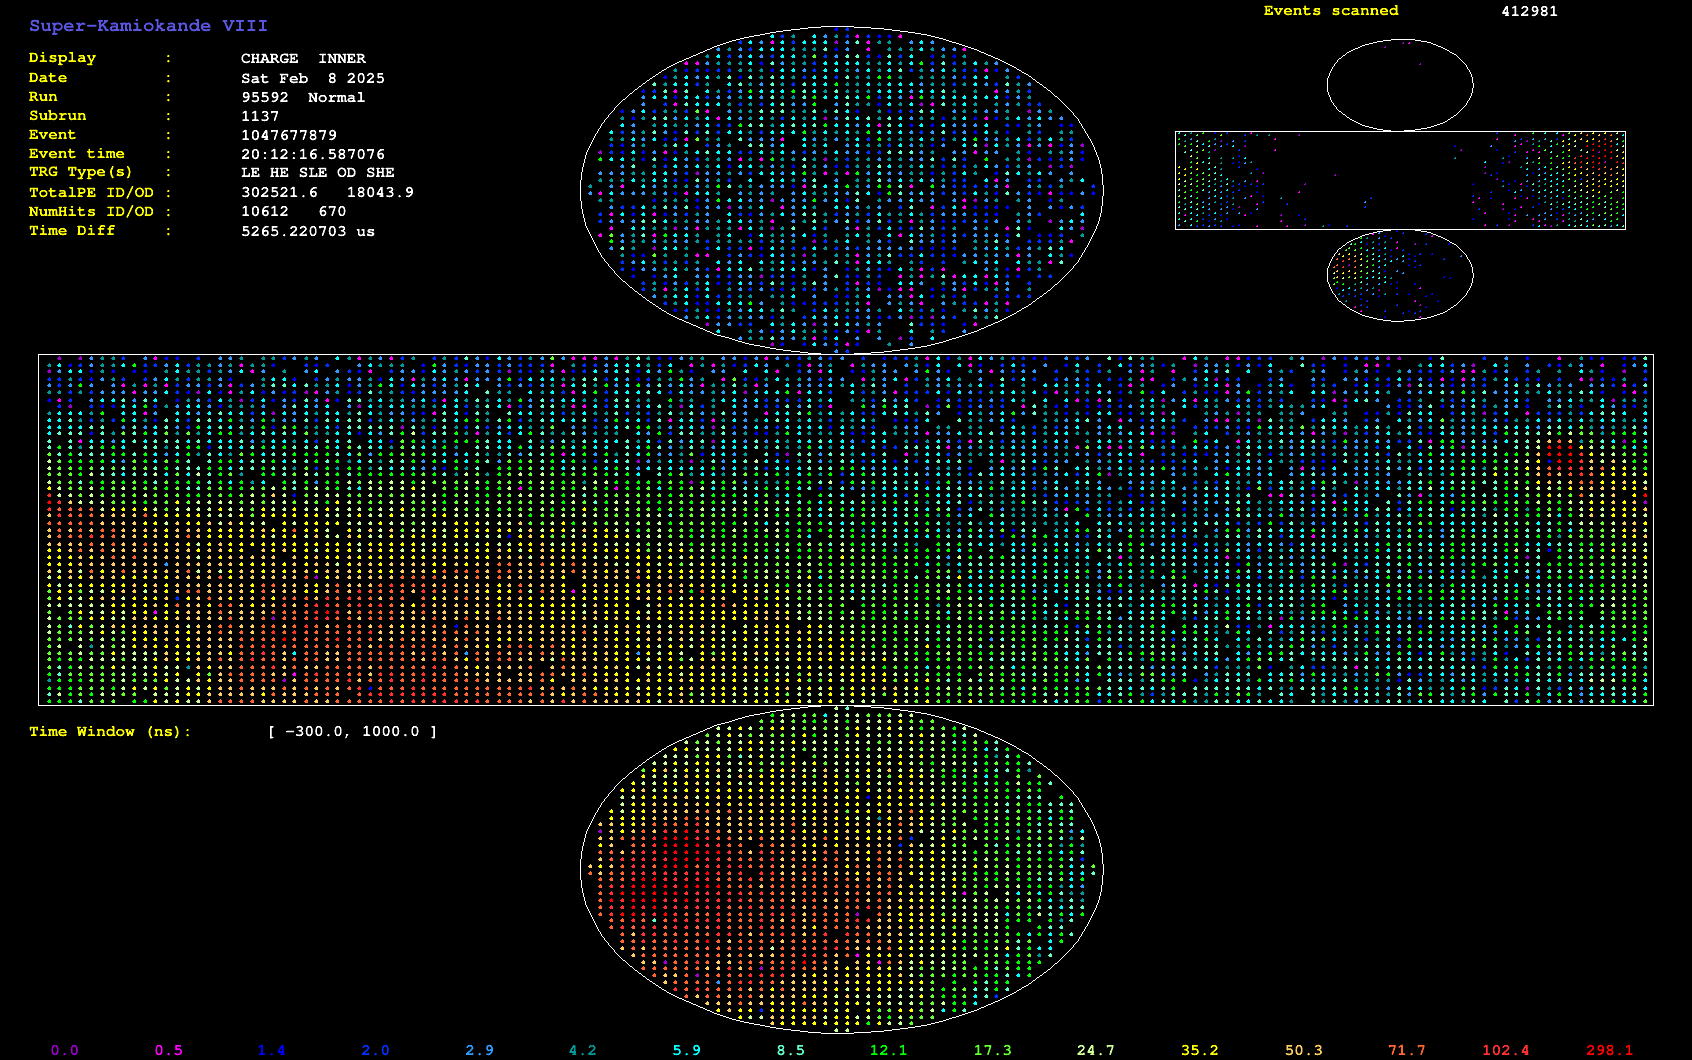 Super-Kamiokande VIII
Display : CHARGE INNER
Date : Sat Feb 8 2025
Run : 95592 Normal
Subrun : 1137
Event : 1047677879
Event time : 20:12:16.587076
TRG Type(s) : LE HE SLE OD SHE
TotalPE ID/OD : 302521.6 18043.9
NumHits ID/OD : 10612 670
Time Diff : 5265.220703 us
Events scanned 412981
Time Window (ns): [ -300.0, 1000.0 ]
0.0 0.5 1.4 2.0 2.9 4.2 5.9 8.5 12.1 17.3 24.7 35.2 50.3 71.7 102.4 298.1